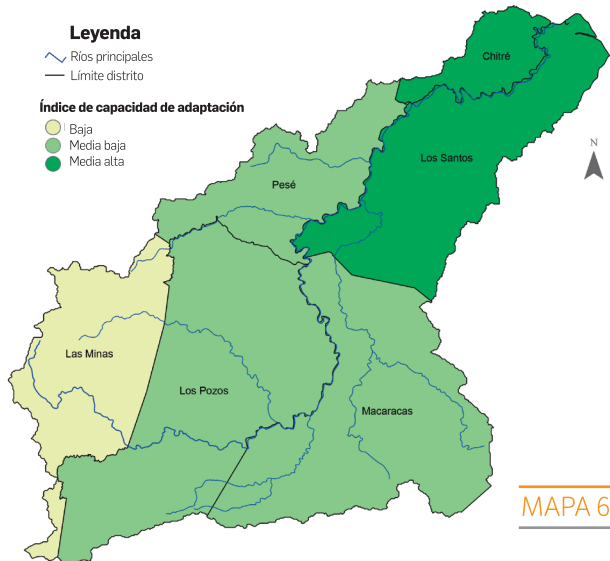 Leyenda
Ríos principales
Límite distrito
Índice de capacidad de adaptación
Baja
Media baja
Media alta
Chitré
N
Los Santos
Pesé
Las Minas
Los Pozos
Macaracas
MAPA 6